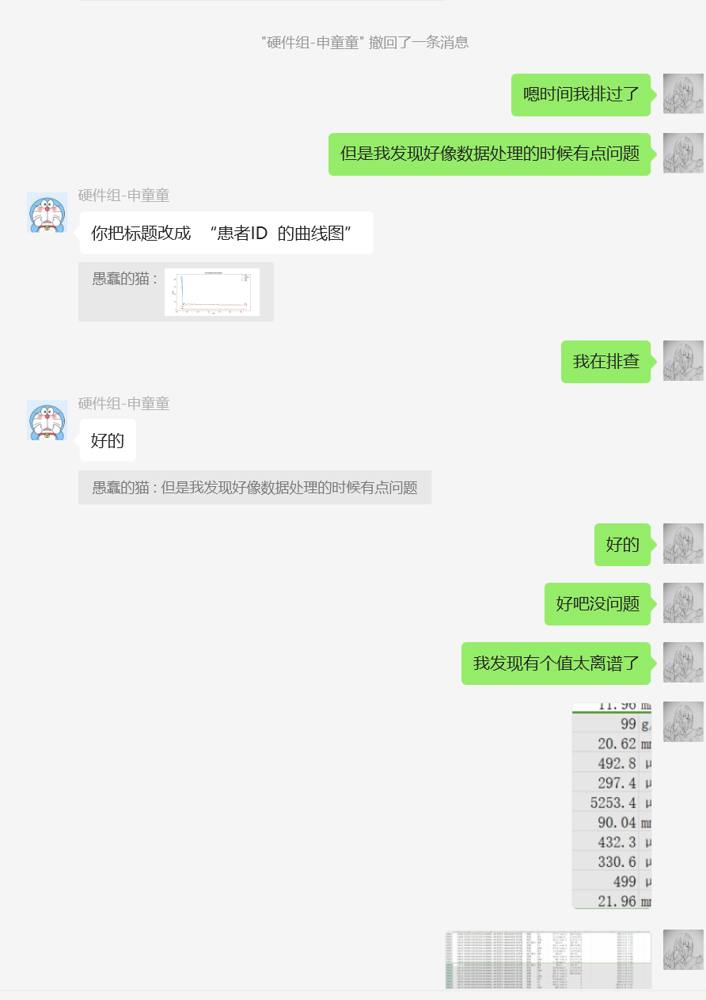 "硬件组-申童童" 撤回了一条消息
嗯时间我排过了
但是我发现好像数据处理的时候有点问题
硬件组-申童童
你把标题改成 “患者ID 的曲线图”
愚蠢的猫：
我在排查
硬件组-申童童
好的
愚蠢的猫：但是我发现好像数据处理的时候有点问题
好的
好吧没问题
我发现有个值太离谱了
11.96
99 g/
20.62
492.8 μ
297.4 μ
5253.4 μ
90.04
432.3 μ
330.6 μ
499 μ
21.96